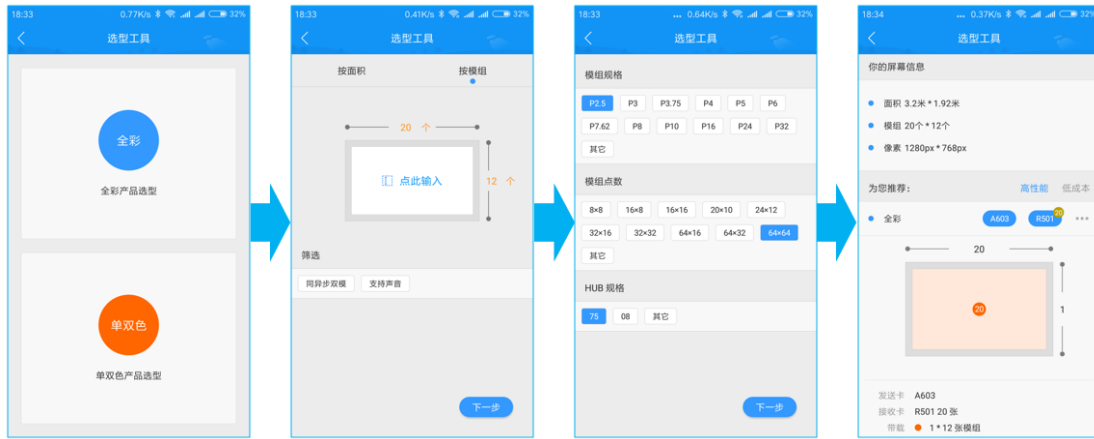 18:33 0.77K/s 32%
选型工具
全彩
全彩产品选型
单双色
单双色产品选型
18:33 0.41K/s 32%
选型工具
按面积 按模组
20 个
点此输入
12 个
筛选
同异步双模 支持声音
下一步
18:33 ... 0.64K/s 32%
选型工具
模组规格
P2.5 P3 P3.75 P4 P5 P6
P7.62 P8 P10 P16 P24 P32
其它
模组点数
8×8 16×8 16×16 20×10 24×12
32×16 32×32 64×16 64×32 64×64
其它
HUB 规格
75 08 其它
下一步
18:34 ... 0.37K/s 32%
选型工具
你的屏幕信息
面积 3.2米 * 1.92米
模组 20个 * 12个
像素 1280px * 768px
为您推荐: 高性能 低成本
全彩 A603 R501 20
20
20
1
发送卡 A603
接收卡 R501 20 张
带载 1 * 12 张模组